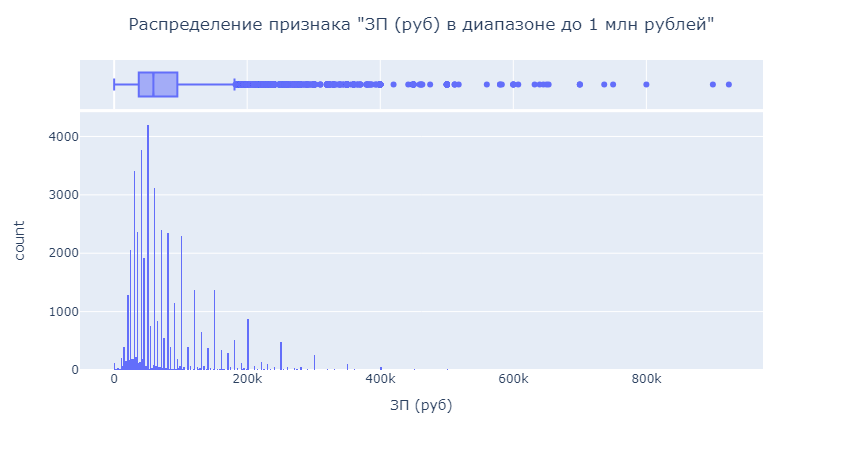 Распределение признака "ЗП (руб) в диапазоне до 1 млн рублей"
count
4000
3000
2000
1000
0
0 200k 400k 600k 800k
ЗП (руб)